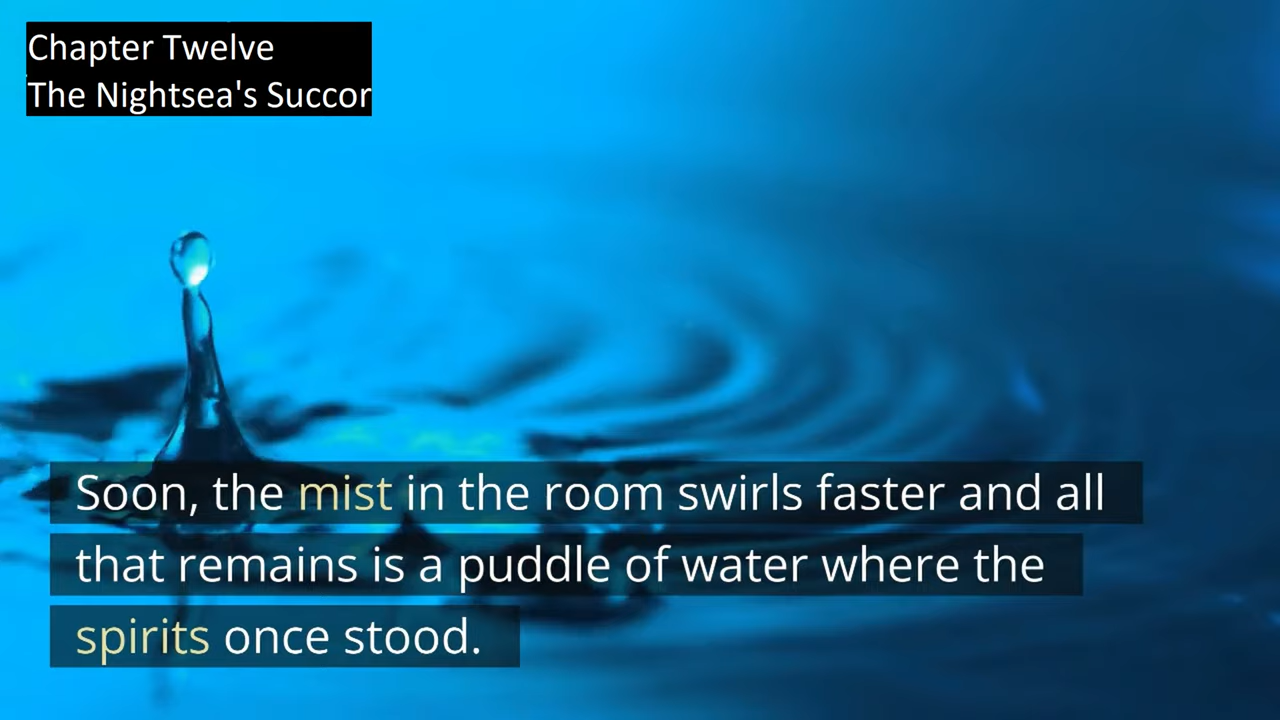 Chapter Twelve
The Nightsea's Succor
Soon, the mist in the room swirls faster and all
that remains is a puddle of water where the
spirits once stood.